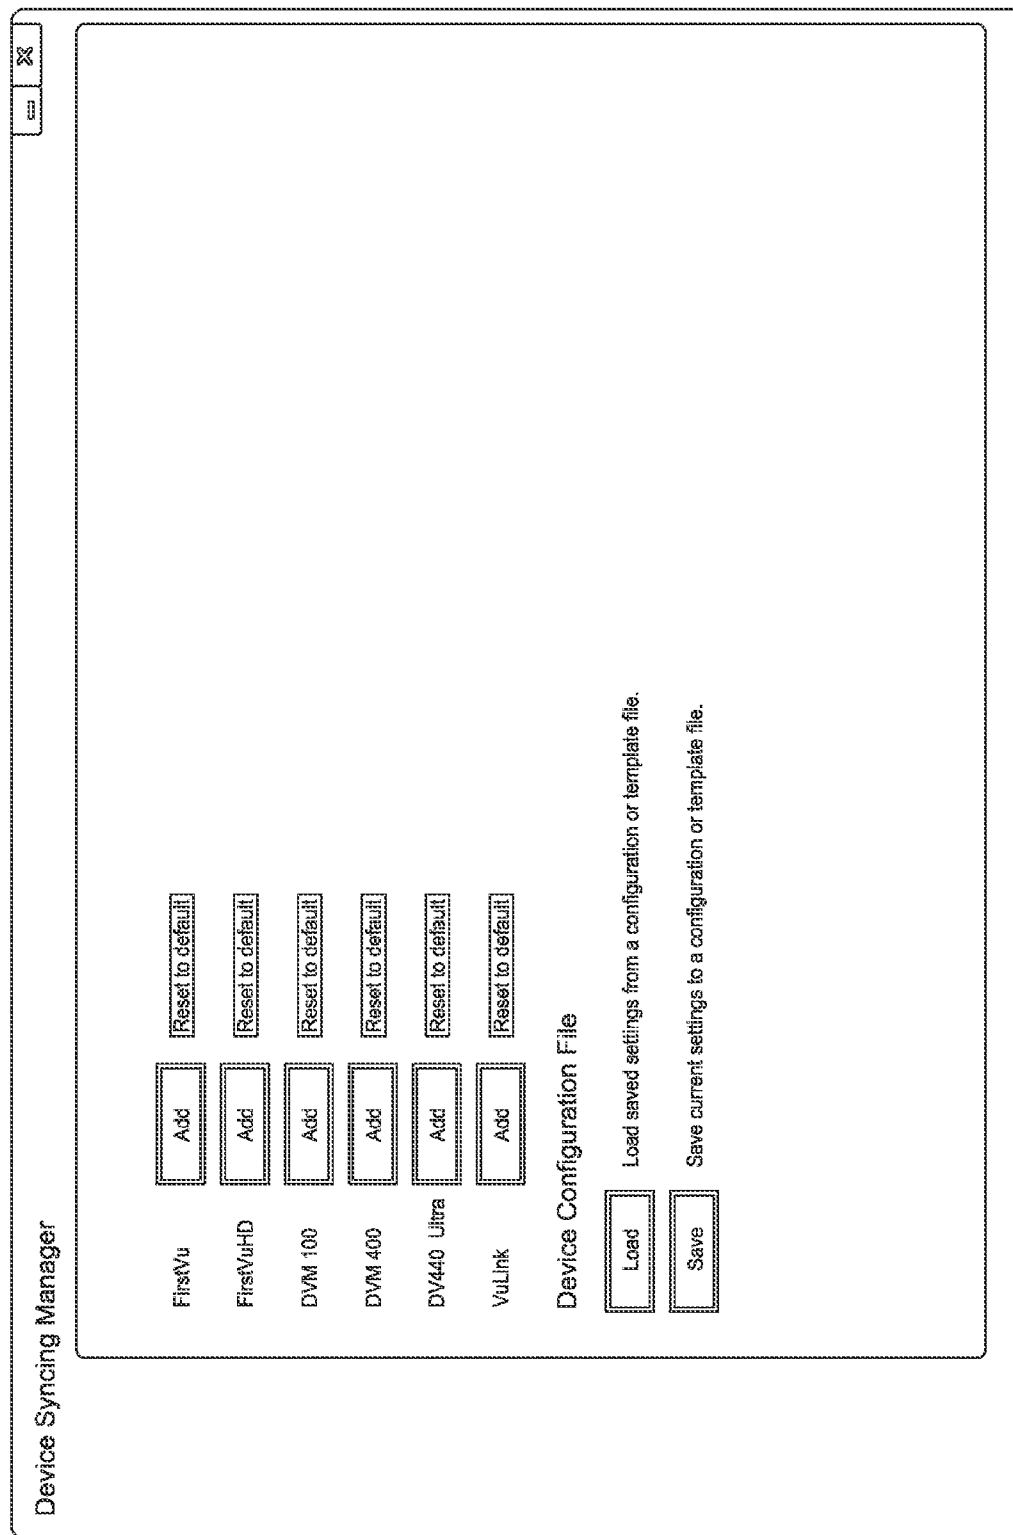 Device Syncing Manager
FirstVu Add Reset to default
FirstVuHD Add Reset to default
DVM 100 Add Reset to default
DVM 400 Add Reset to default
DV440 Ultra Add Reset to default
VuLink Add Reset to default
Device Configuration File
Load Load saved settings from a configuration or template file.
Save Save current settings to a configuration or template file.